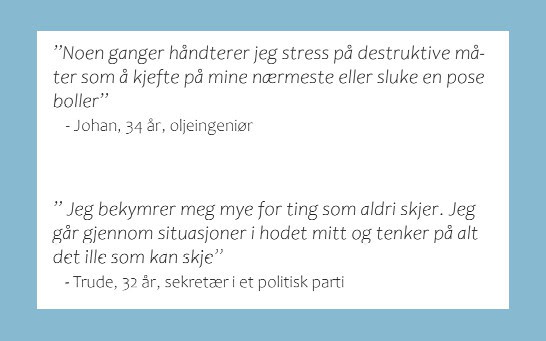 ”Noen ganger håndterer jeg stress på destruktive må-
ter som å kjefte på mine nærmeste eller sluke en pose
boller”
- Johan, 34 år, oljeingeniør
” Jeg bekymrer meg mye for ting som aldri skjer. Jeg
går gjennom situasjoner i hodet mitt og tenker på alt
det ille som kan skje”
- Trude, 32 år, sekretær i et politisk parti